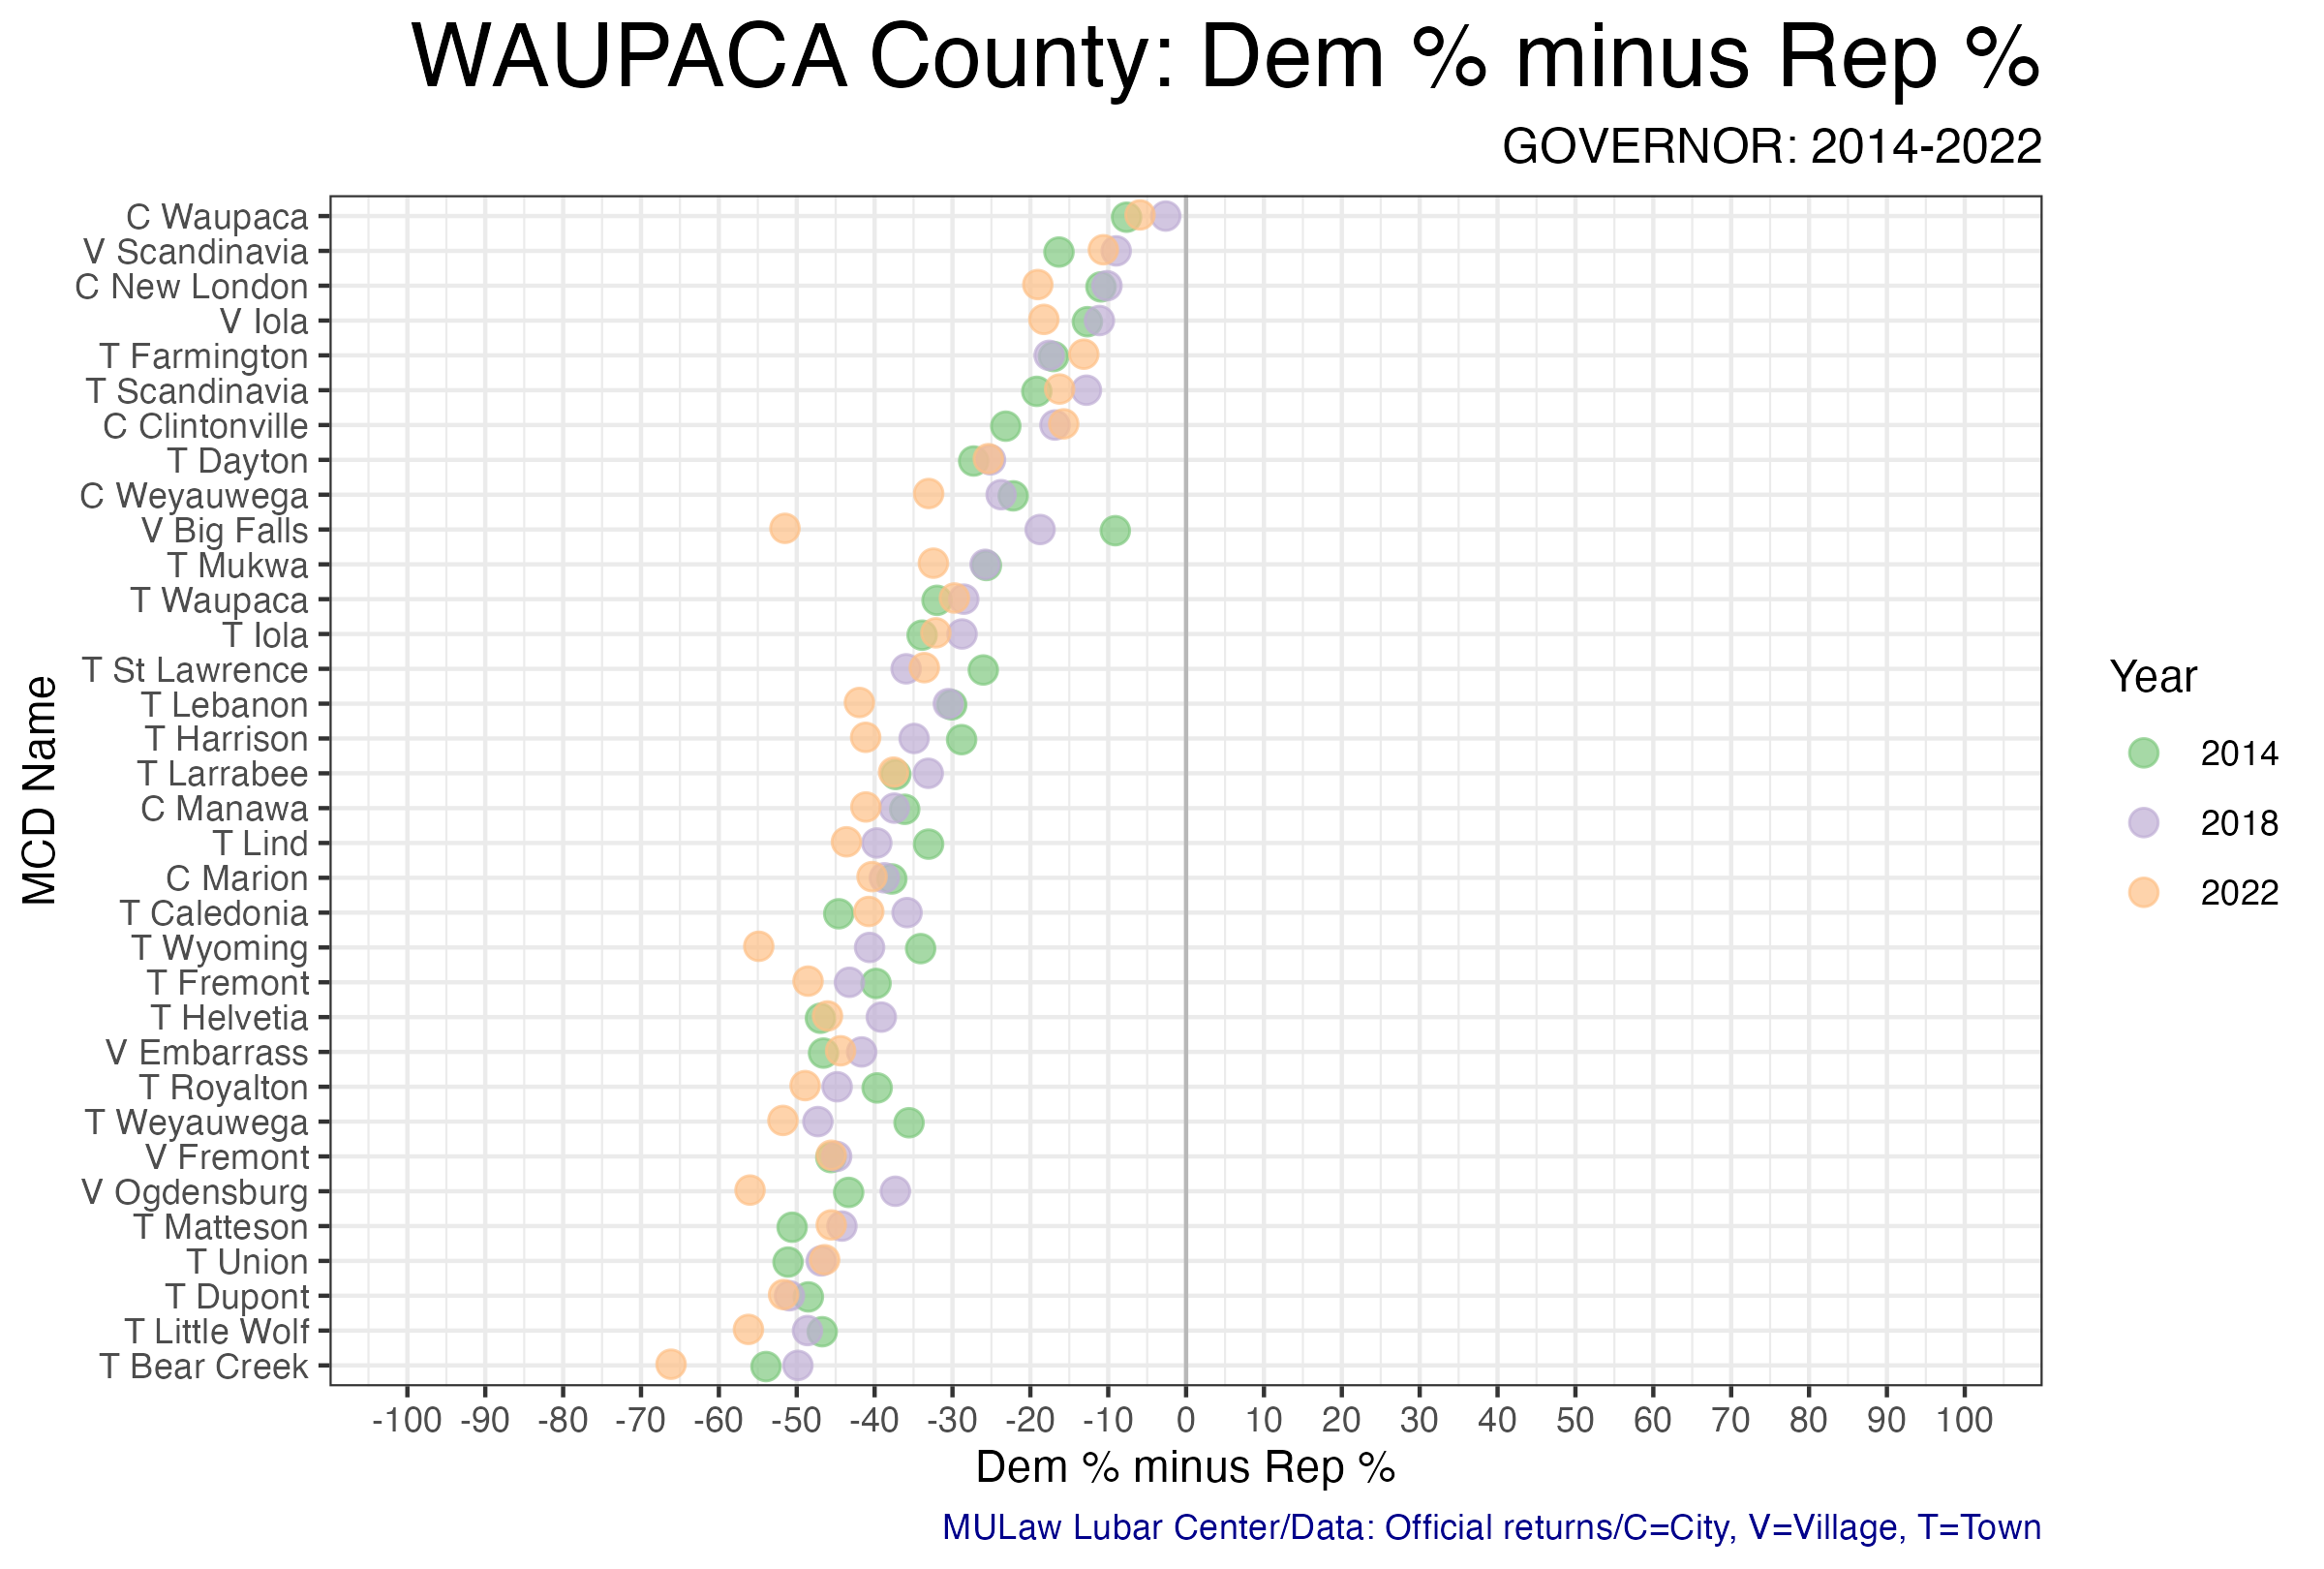 WAUPACA County: Dem % minus Rep %
GOVERNOR: 2014-2022
MCD Name
C Waupaca
V Scandinavia
C New London
V Iola
T Farmington
T Scandinavia
C Clintonville
T Dayton
C Weyauwega
V Big Falls
T Mukwa
T Waupaca
T Iola
T St Lawrence
T Lebanon
T Harrison
T Larrabee
C Manawa
T Lind
C Marion
T Caledonia
T Wyoming
T Fremont
T Helvetia
V Embarrass
T Royalton
T Weyauwega
V Fremont
V Ogdensburg
T Matteson
T Union
T Dupont
T Little Wolf
T Bear Creek
-100 -90 -80 -70 -60 -50 -40 -30 -20 -10 0 10 20 30 40 50 60 70 80 90 100
Dem % minus Rep %
Year
2014
2018
2022
MULaw Lubar Center/Data: Official returns/C=City, V=Village, T=Town